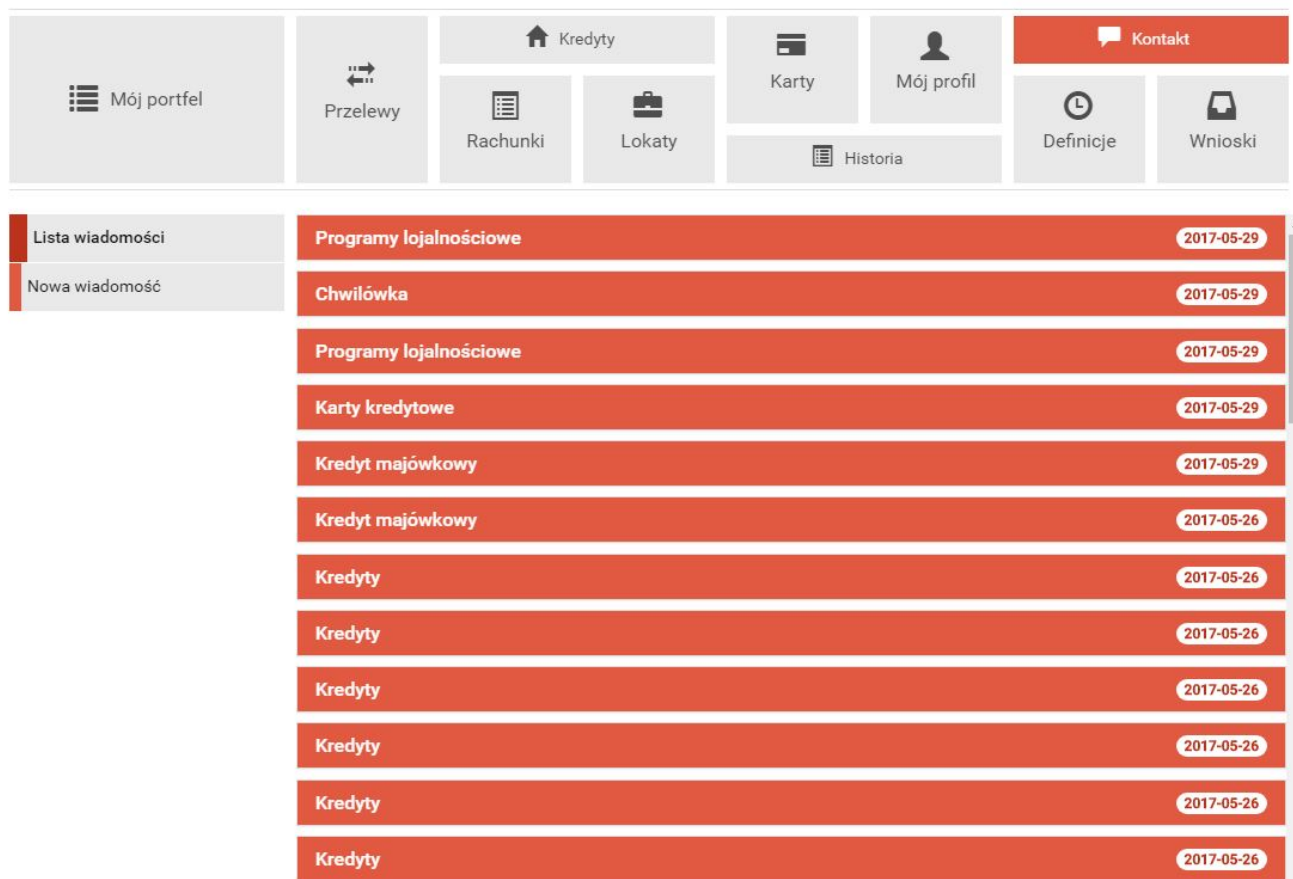 Mój portfel
Przelewy
Kredyty
Rachunki
Lokaty
Karty
Mój profil
Historia
Kontakt
Definicje
Wnioski
Lista wiadomości
Nowa wiadomość
Programy lojalnościowe 2017-05-29
Chwilówka 2017-05-29
Programy lojalnościowe 2017-05-29
Karty kredytowe 2017-05-29
Kredyt majówkowy 2017-05-29
Kredyt majówkowy 2017-05-26
Kredyty 2017-05-26
Kredyty 2017-05-26
Kredyty 2017-05-26
Kredyty 2017-05-26
Kredyty 2017-05-26
Kredyty 2017-05-26